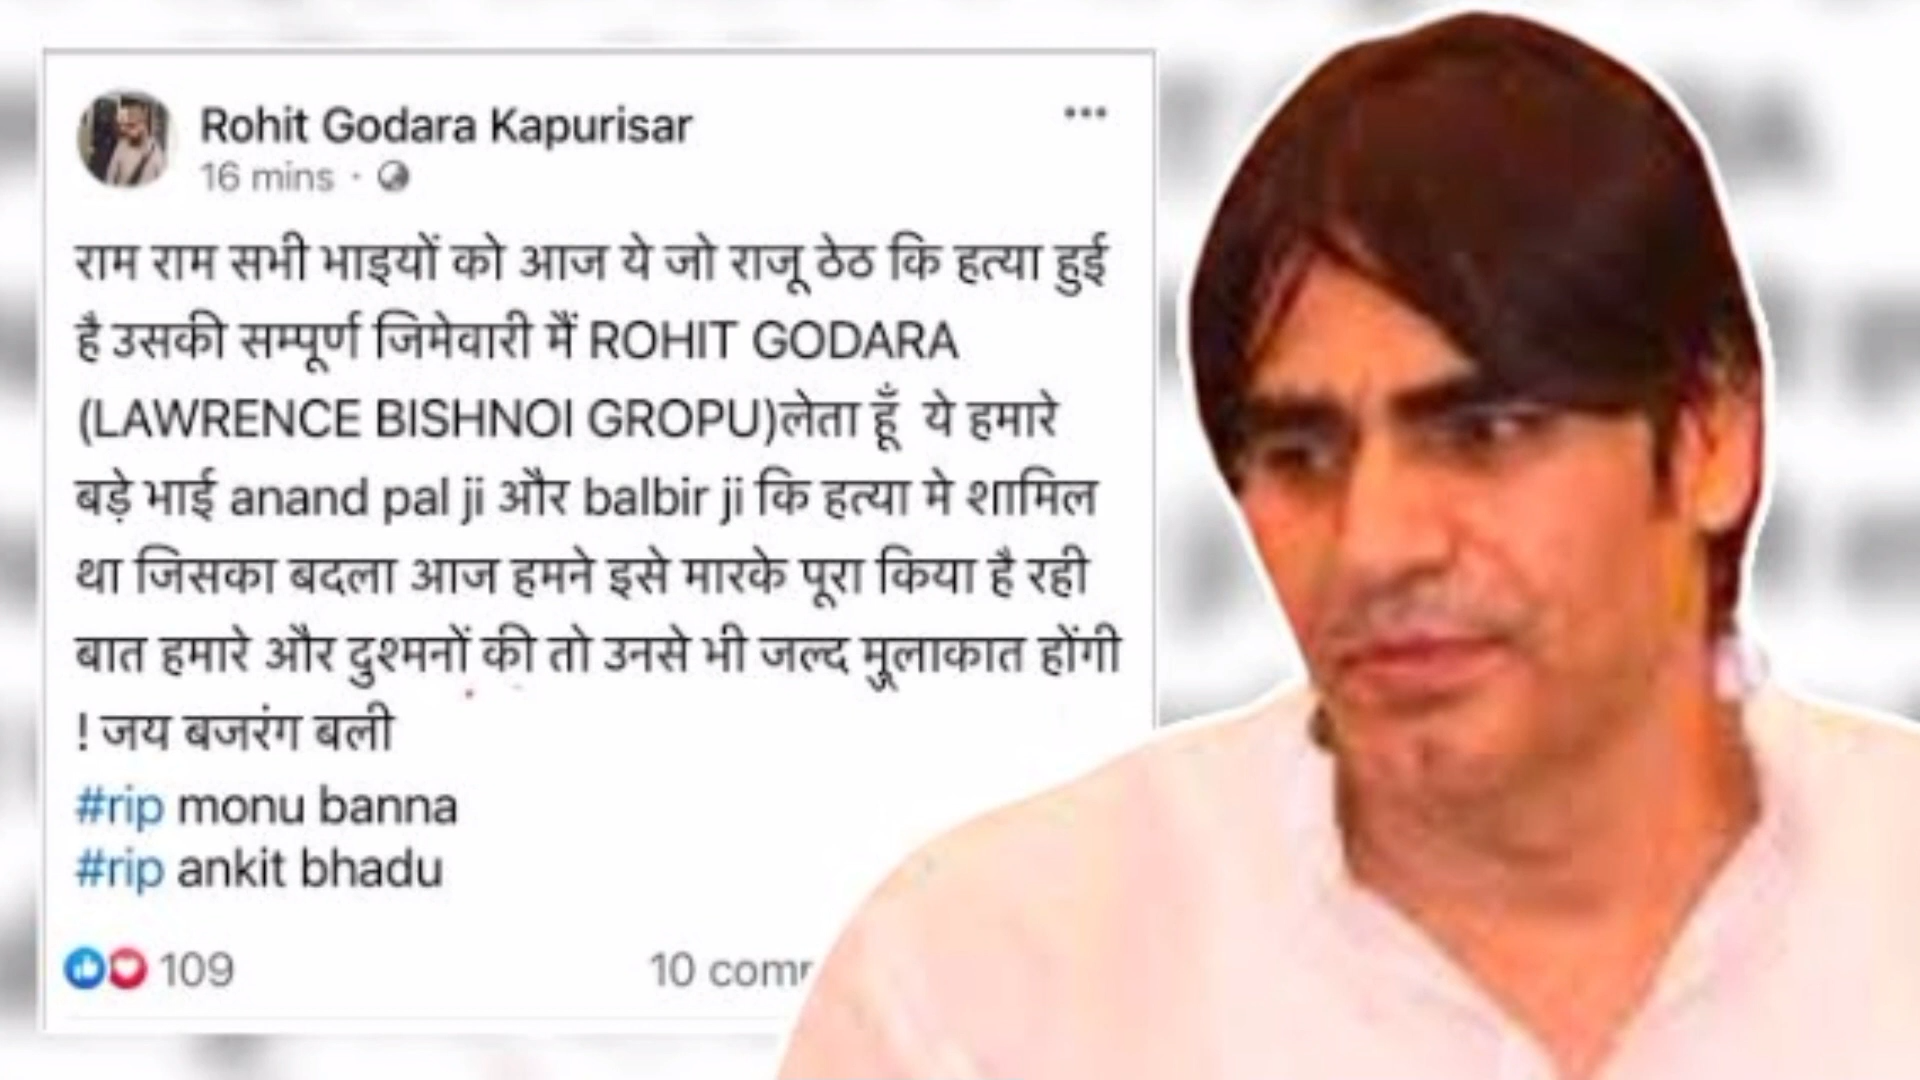 Rohit Godara Kapurisar
16 mins ·
राम राम सभी भाइयों को आज ये जो राजू ठेठ कि हत्या हुई
है उसकी सम्पूर्ण जिमेवारी मैं ROHIT GODARA
(LAWRENCE BISHNOI GROPU)लेता हूँ ये हमारे
बड़े भाई anand pal ji और balbir ji कि हत्या मे शामिल
था जिसका बदला आज हमने इसे मारके पूरा किया है रही
बात हमारे और दुश्मनों की तो उनसे भी जल्द मुलाकात होंगी
! जय बजरंग बली
#rip monu banna
#rip ankit bhadu
109
10